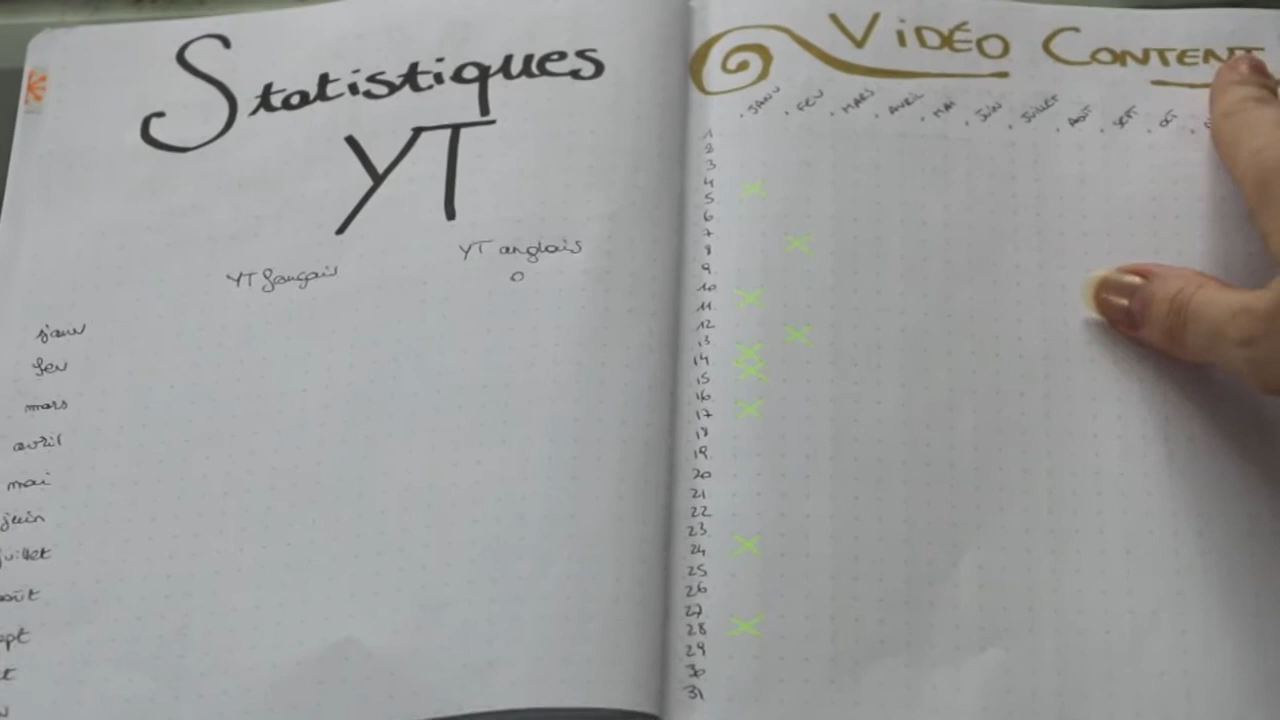 Statistiques
YT
YT français
YT anglais
0
janv
fev
mars
avril
mai
juin
juillet
août
VIDÉO CONTENT
. JANV . FEV . MARS . AVRIL . MAI . JUIN . JUILLET . AOÛT . SEPT . OCT .
1
2
3
4
5
6
7
8
9
10
11
12
13
14
15
16
17
18
19
20
21
22
23
24
25
26
27
28
29
30
31